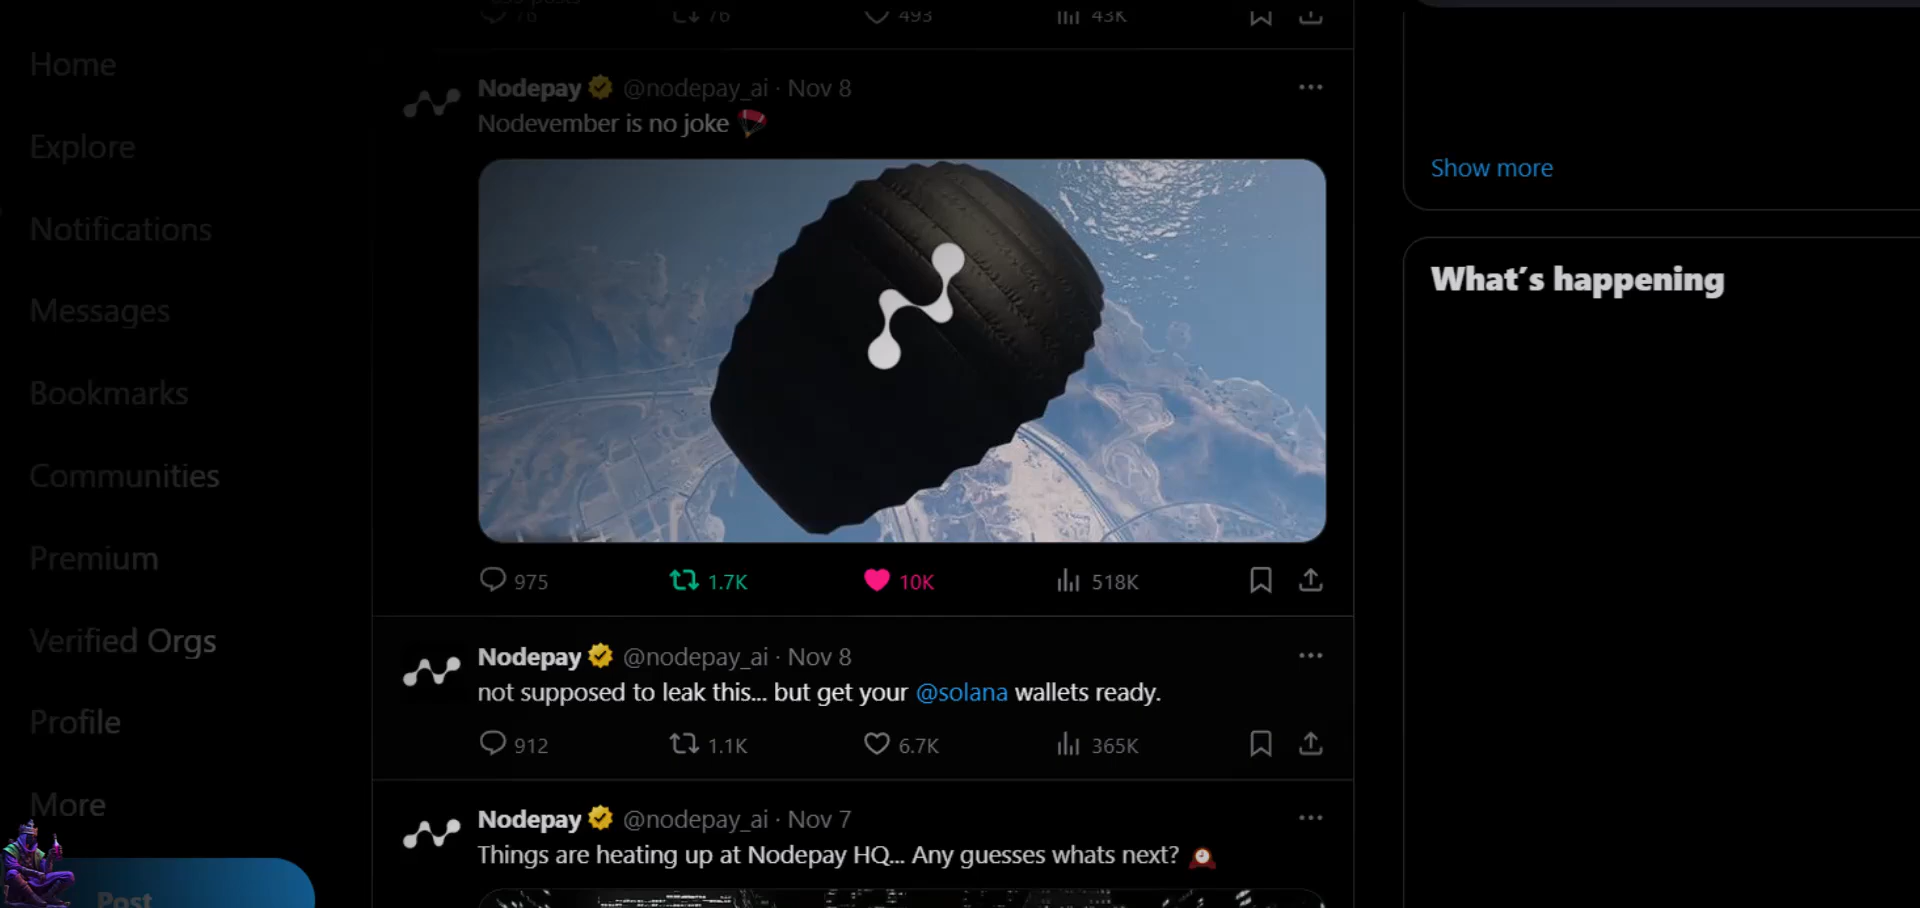 Home
Explore
Notifications
Messages
Bookmarks
Communities
Premium
Verified Orgs
Profile
More
Post
76 493 43K
Nodepay @nodepay_ai · Nov 8
Nodevember is no joke
975 1.7K 10K 518K
Nodepay @nodepay_ai · Nov 8
not supposed to leak this... but get your @solana wallets ready.
912 1.1K 6.7K 365K
Nodepay @nodepay_ai · Nov 7
Things are heating up at Nodepay HQ... Any guesses whats next?
Show more
What's happening